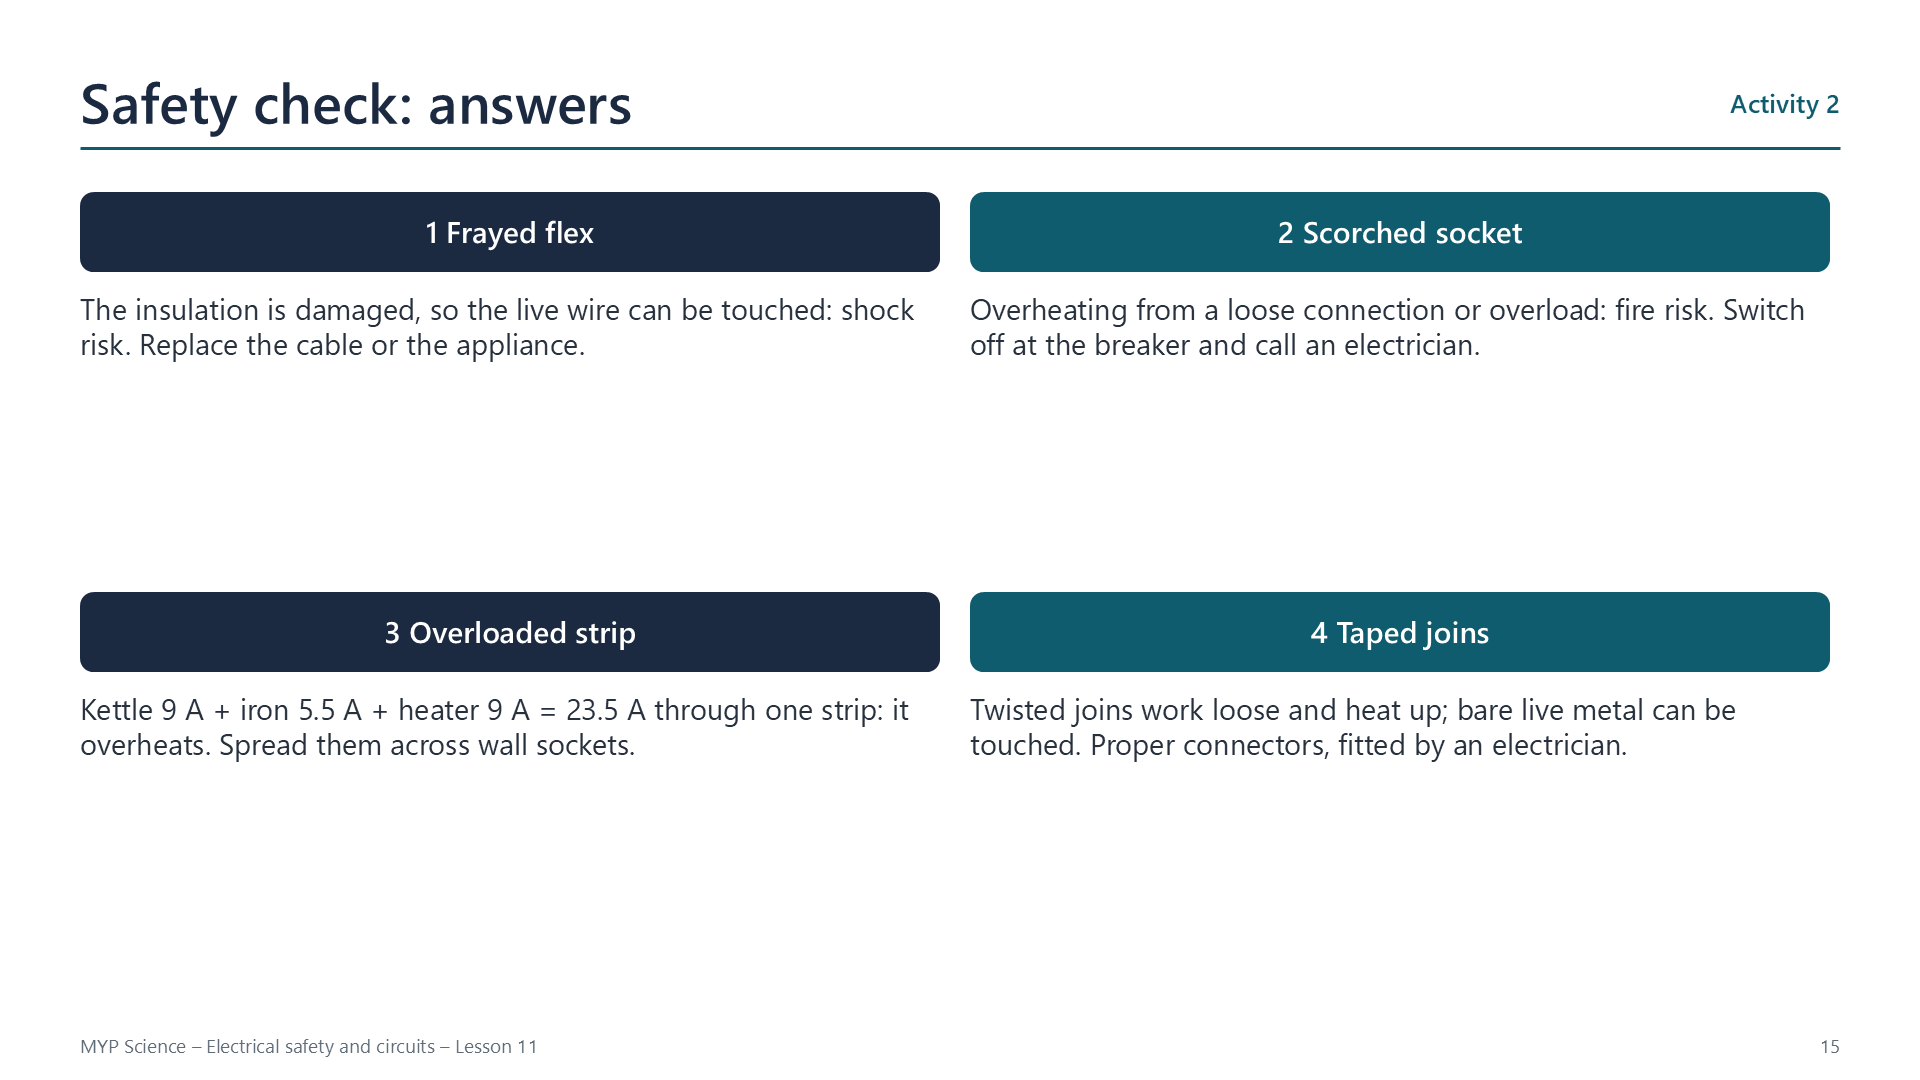 Safety check: answers
Activity 2
1 Frayed flex
The insulation is damaged, so the live wire can be touched: shock
risk. Replace the cable or the appliance.
2 Scorched socket
Overheating from a loose connection or overload: fire risk. Switch
off at the breaker and call an electrician.
3 Overloaded strip
Kettle 9 A + iron 5.5 A + heater 9 A = 23.5 A through one strip: it
overheats. Spread them across wall sockets.
4 Taped joins
Twisted joins work loose and heat up; bare live metal can be
touched. Proper connectors, fitted by an electrician.
MYP Science – Electrical safety and circuits – Lesson 11
15